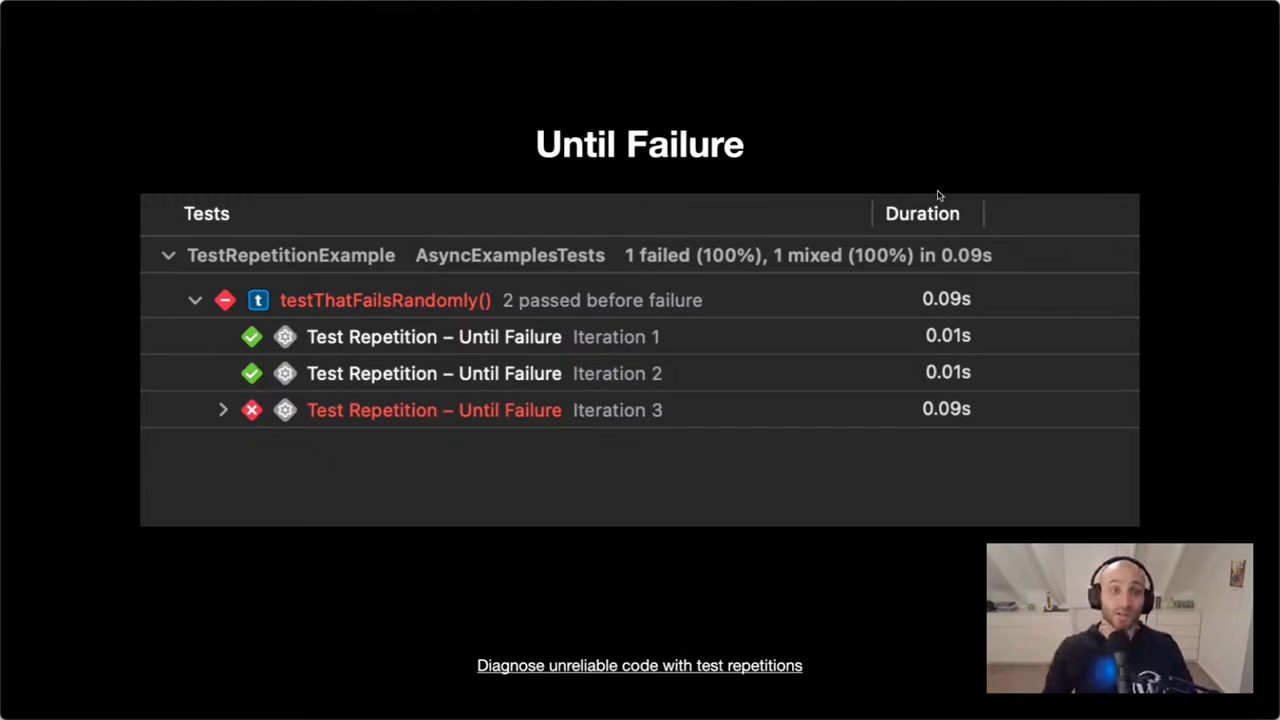 Until Failure
Tests Duration
TestRepetitionExample AsyncExamplesTests 1 failed (100%), 1 mixed (100%) in 0.09s
t testThatFailsRandomly() 2 passed before failure 0.09s
Test Repetition – Until Failure Iteration 1 0.01s
Test Repetition – Until Failure Iteration 2 0.01s
Test Repetition – Until Failure Iteration 3 0.09s
Diagnose unreliable code with test repetitions